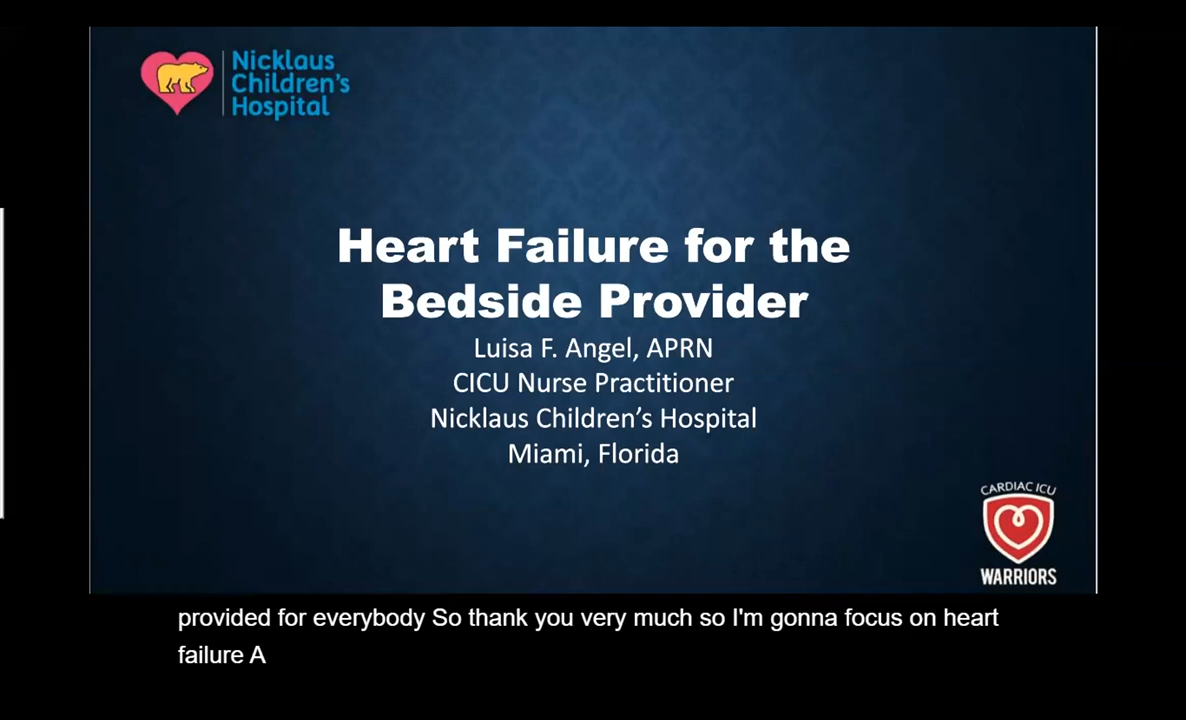 Nicklaus
Children's
Hospital
Heart Failure for the
Bedside Provider
Luisa F. Angel, APRN
CICU Nurse Practitioner
Nicklaus Children’s Hospital
Miami, Florida
CARDIAC ICU
WARRIORS
provided for everybody So thank you very much so I'm gonna focus on heart
failure A